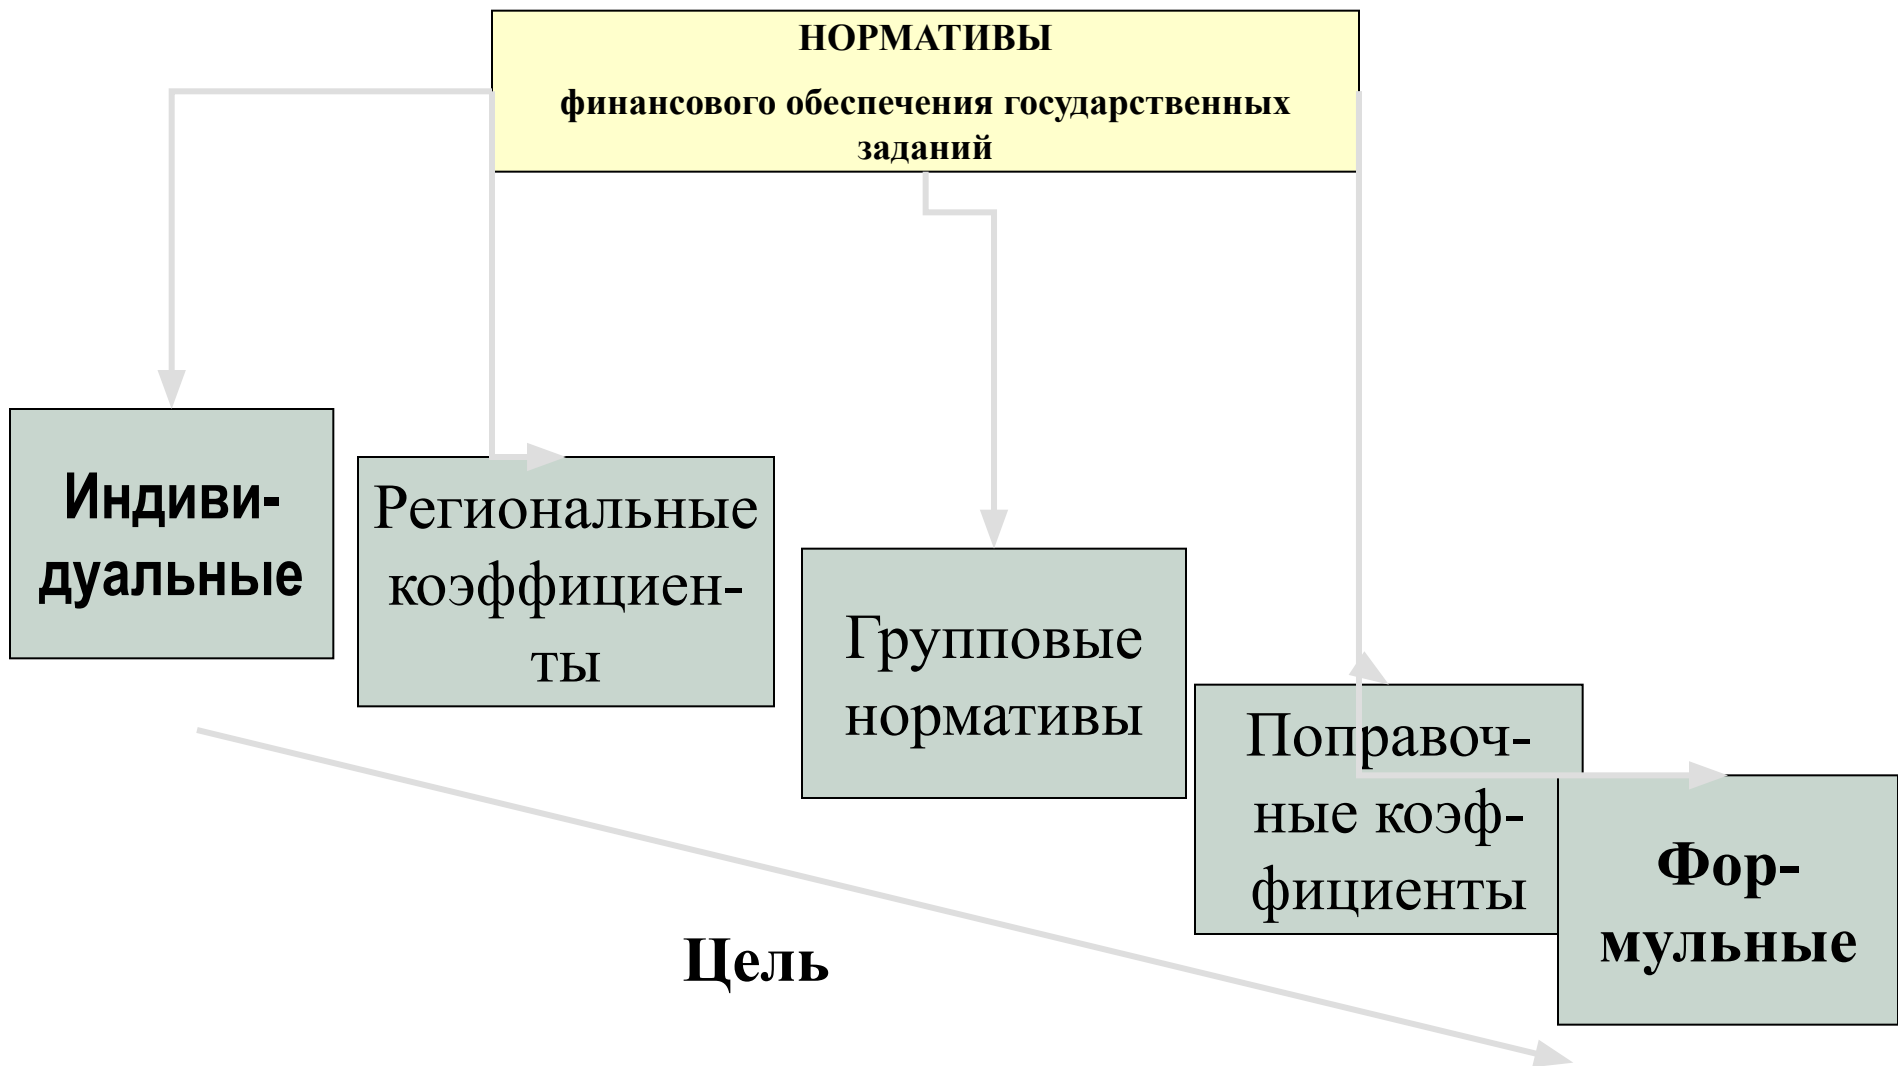 НОРМАТИВЫ
финансового обеспечения государственных
заданий
Индиви-
дуальные
Региональные
коэффициен-
ты
Групповые
нормативы
Поправоч-
ные коэф-
фициенты
Фор-
мульные
Цель